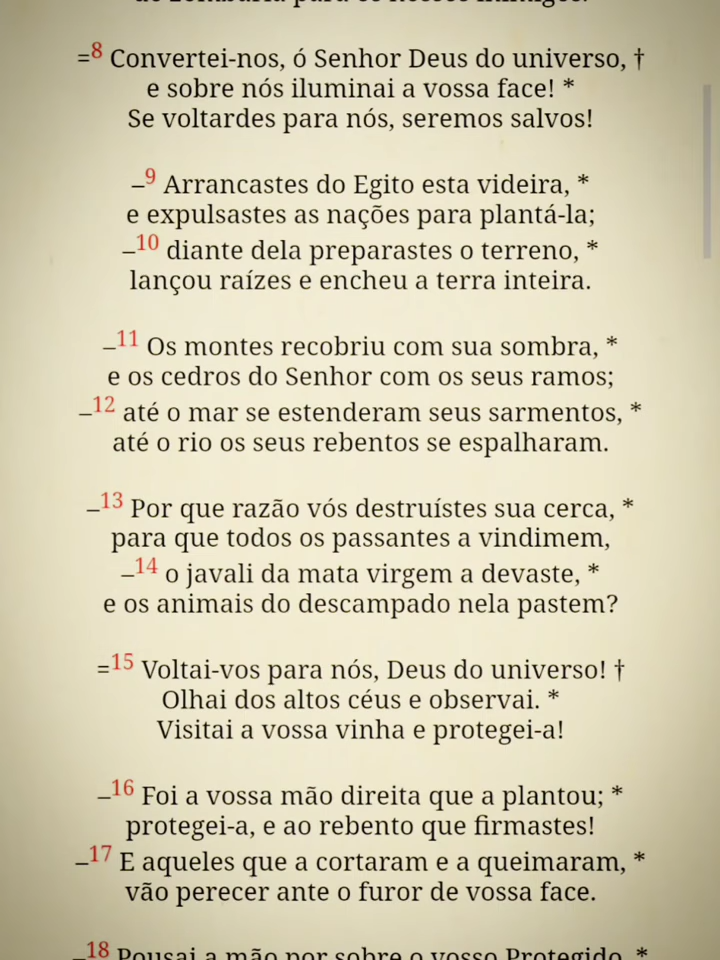 =8 Convertei-nos, ó Senhor Deus do universo, †
e sobre nós iluminai a vossa face! *
Se voltardes para nós, seremos salvos!
–9 Arrancastes do Egito esta videira, *
e expulsastes as nações para plantá-la;
–10 diante dela preparastes o terreno, *
lançou raízes e encheu a terra inteira.
–11 Os montes recobriu com sua sombra, *
e os cedros do Senhor com os seus ramos;
–12 até o mar se estenderam seus sarmentos, *
até o rio os seus rebentos se espalharam.
–13 Por que razão vós destruístes sua cerca, *
para que todos os passantes a vindimem,
–14 o javali da mata virgem a devaste, *
e os animais do descampado nela pastem?
=15 Voltai-vos para nós, Deus do universo! †
Olhai dos altos céus e observai. *
Visitai a vossa vinha e protegei-a!
–16 Foi a vossa mão direita que a plantou; *
protegei-a, e ao rebento que firmastes!
–17 E aqueles que a cortaram e a queimaram, *
vão perecer ante o furor de vossa face.
–18 Pousai a mão por sobre o vosso Protegido, *